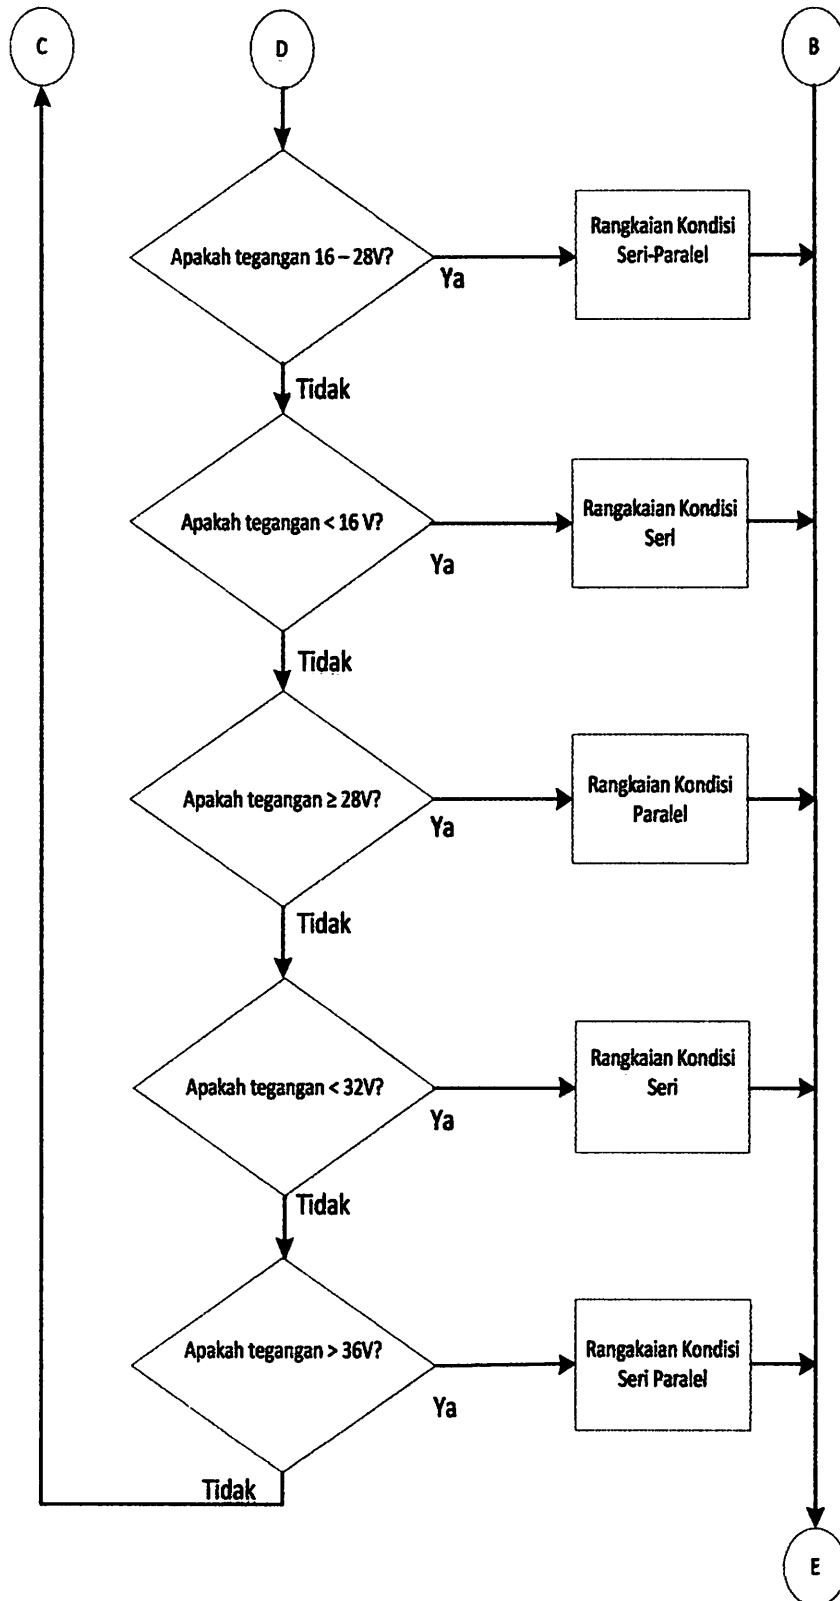 C
D
B
Apakah tegangan 16 – 28V?
Ya
Rangkaian Kondisi
Seri-Paralel
Tidak
Apakah tegangan < 16 V?
Ya
Rangakaian Kondisi
Seri
Tidak
Apakah tegangan ≥ 28V?
Ya
Rangkaian Kondisi
Paralel
Tidak
Apakah tegangan < 32V?
Ya
Rangkaian Kondisi
Seri
Tidak
Apakah tegangan > 36V?
Ya
Rangakaian Kondisi
Seri Paralel
Tidak
E